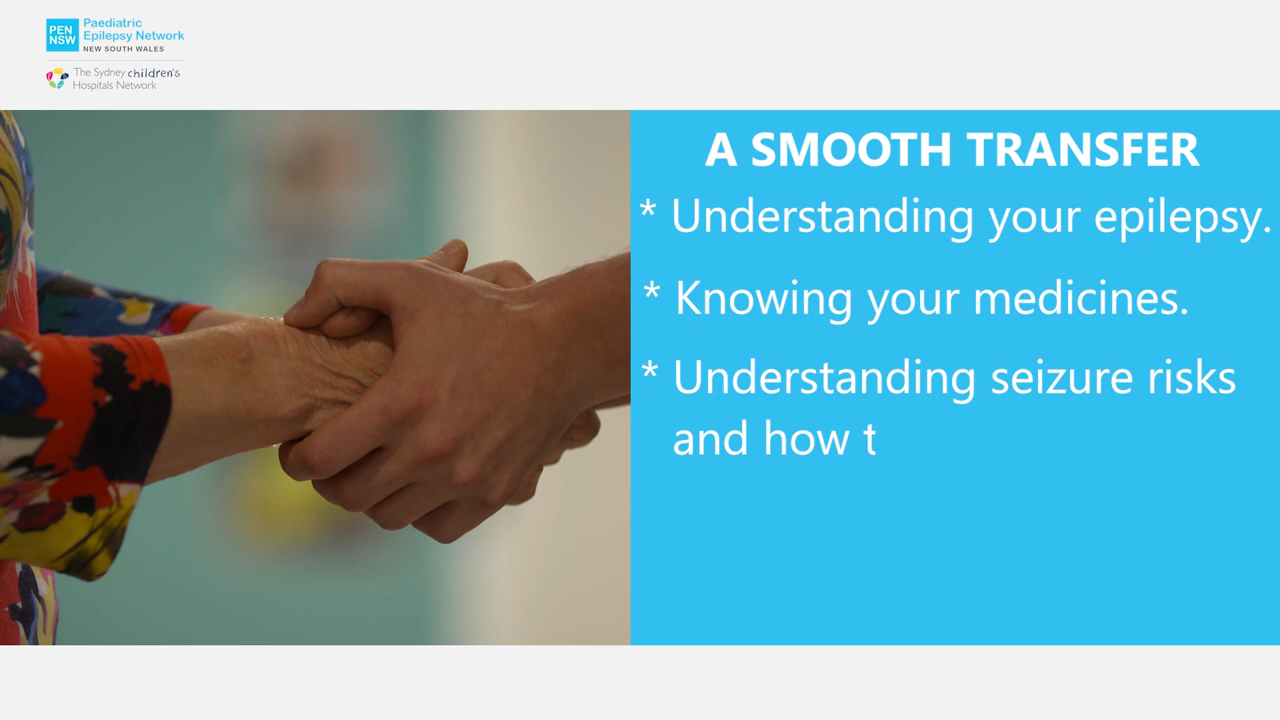 PEN
NSW
Paediatric
Epilepsy Network
NEW SOUTH WALES
The Sydney children's
Hospitals Network
A SMOOTH TRANSFER
* Understanding your epilepsy.
* Knowing your medicines.
* Understanding seizure risks
and how t